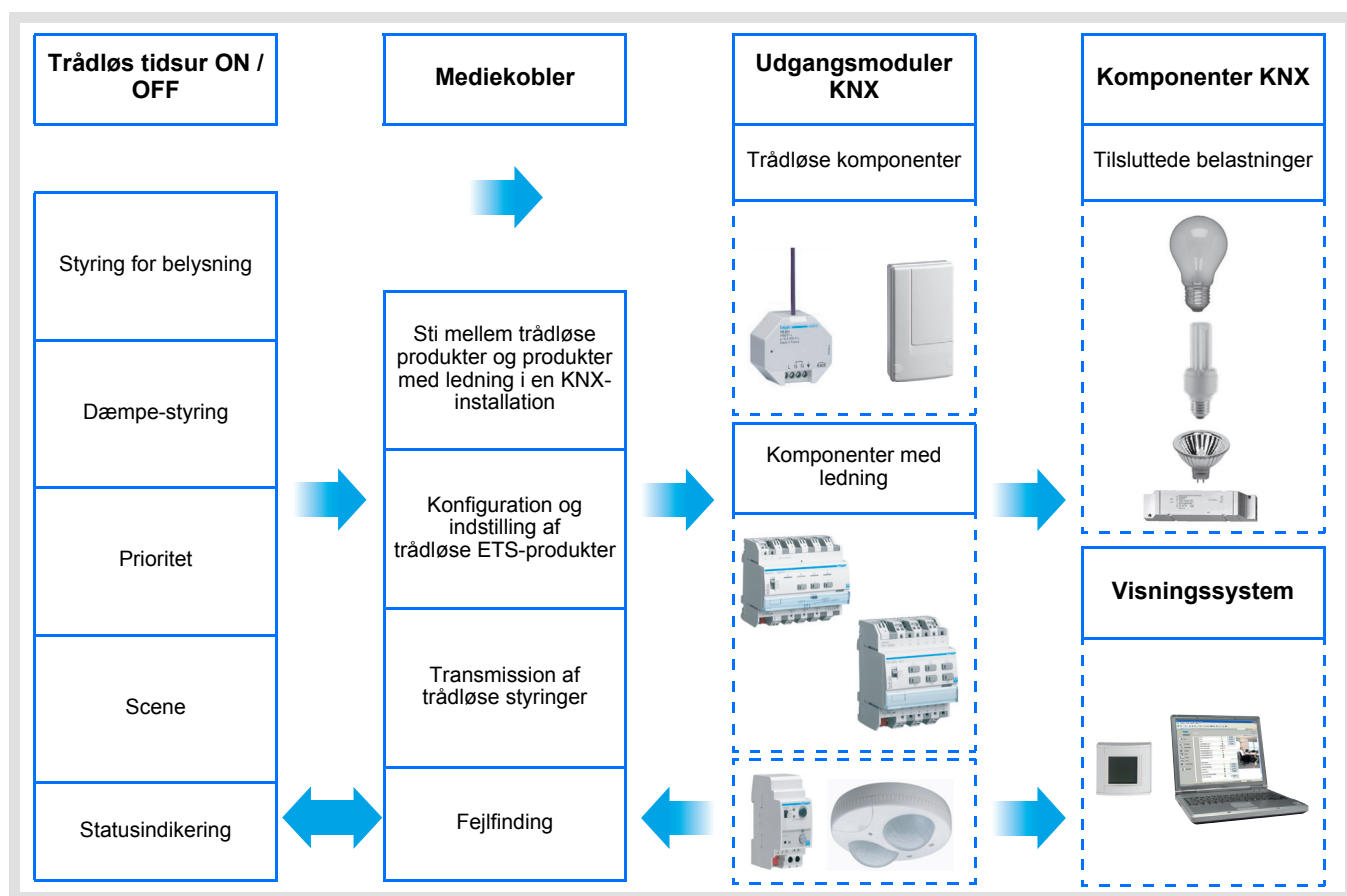 Trådløs tidsur ON /
OFF
Styring for belysning
Dæmpe-styring
Prioritet
Scene
Statusindikering
Mediekobler
Sti mellem trådløse
produkter og produkter
med ledning i en KNX-
installation
Konfiguration og
indstilling af
trådløse ETS-produkter
Transmission af
trådløse styringer
Fejlfinding
Udgangsmoduler
KNX
Trådløse komponenter
Komponenter med
ledning
Komponenter KNX
Tilsluttede belastninger
Visningssystem